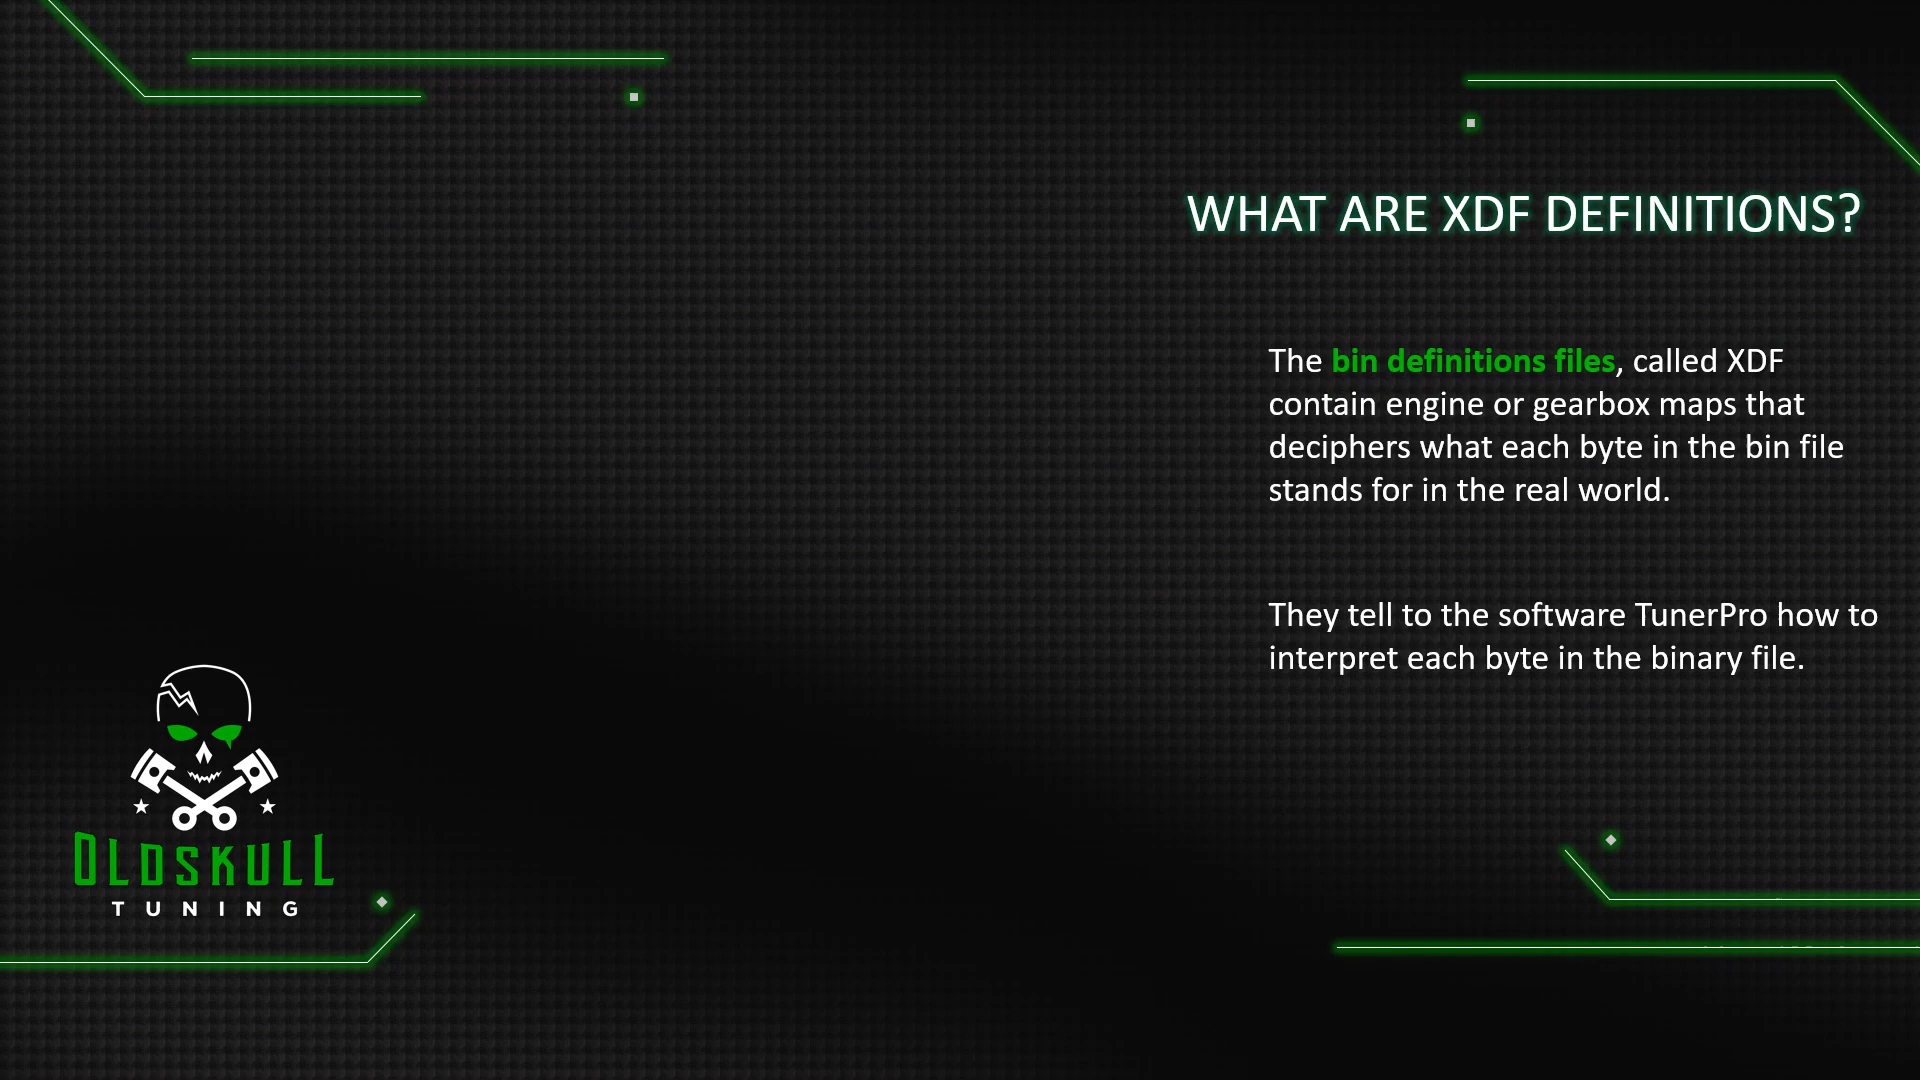 WHAT ARE XDF DEFINITIONS?
The bin definitions files, called XDF
contain engine or gearbox maps that
deciphers what each byte in the bin file
stands for in the real world.
They tell to the software TunerPro how to
interpret each byte in the binary file.
OLDSKULL
TUNING